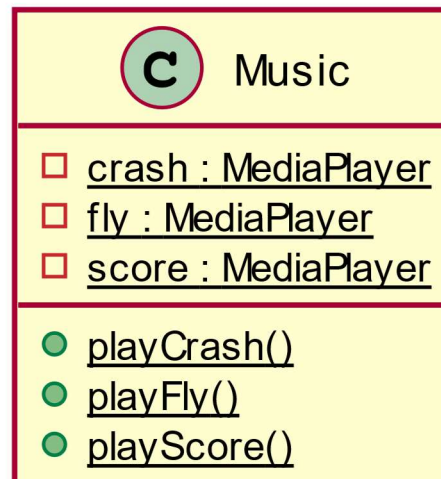 C Music
crash : MediaPlayer
fly : MediaPlayer
score : MediaPlayer
playCrash()
playFly()
playScore()